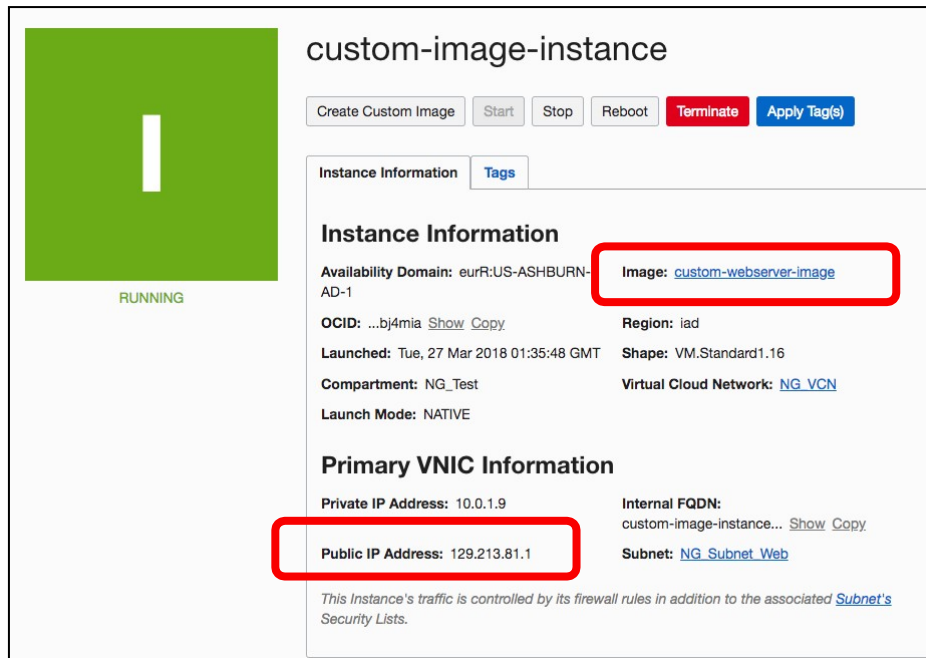 custom-image-instance
Create Custom Image Start Stop Reboot Terminate Apply Tag(s)
I
Instance Information Tags
Instance Information
Availability Domain: eurR:US-ASHBURN-AD-1
Image: custom-webserver-image
RUNNING
OCID: ...bj4mia Show Copy
Region: iad
Launched: Tue, 27 Mar 2018 01:35:48 GMT
Shape: VM.Standard1.16
Compartment: NG_Test
Virtual Cloud Network: NG_VCN
Launch Mode: NATIVE
Primary VNIC Information
Private IP Address: 10.0.1.9
Internal FQDN:
custom-image-instance... Show Copy
Public IP Address: 129.213.81.1
Subnet: NG_Subnet_Web
This Instance's traffic is controlled by its firewall rules in addition to the associated Subnet's
Security Lists.